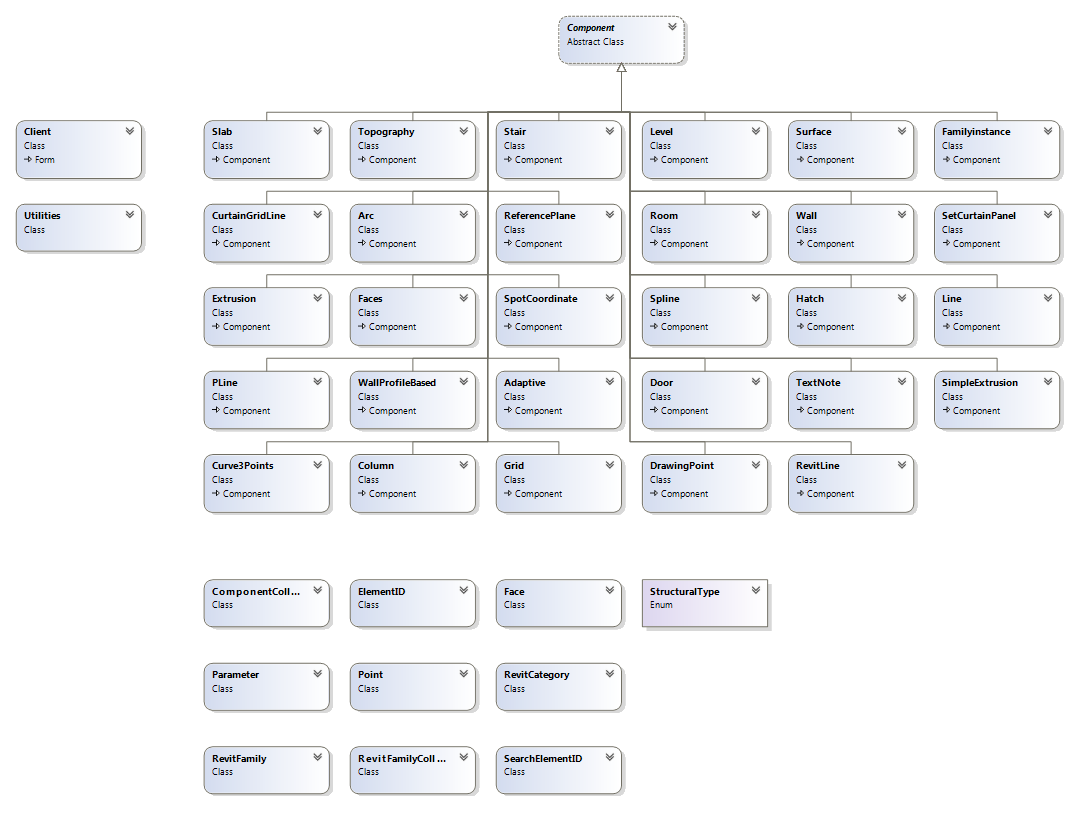 Component
Abstract Class
Client
Class
Form
Utilities
Class
Slab
Class
Component
Topography
Class
Component
Stair
Class
Component
Level
Class
Component
Surface
Class
Component
Familyinstance
Class
Component
CurtainGridLine
Class
Component
Arc
Class
Component
ReferencePlane
Class
Component
Room
Class
Component
Wall
Class
Component
SetCurtainPanel
Class
Component
Extrusion
Class
Component
Faces
Class
Component
SpotCoordinate
Class
Component
Spline
Class
Component
Hatch
Class
Component
Line
Class
Component
PLine
Class
Component
WallProfileBased
Class
Component
Adaptive
Class
Component
Door
Class
Component
TextNote
Class
Component
SimpleExtrusion
Class
Component
Curve3Points
Class
Component
Column
Class
Component
Grid
Class
Component
DrawingPoint
Class
Component
RevitLine
Class
Component
ComponentColl...
Class
ElementID
Class
Face
Class
StructuralType
Enum
Parameter
Class
Point
Class
RevitCategory
Class
RevitFamily
Class
RevitFamilyColl...
Class
SearchElementID
Class